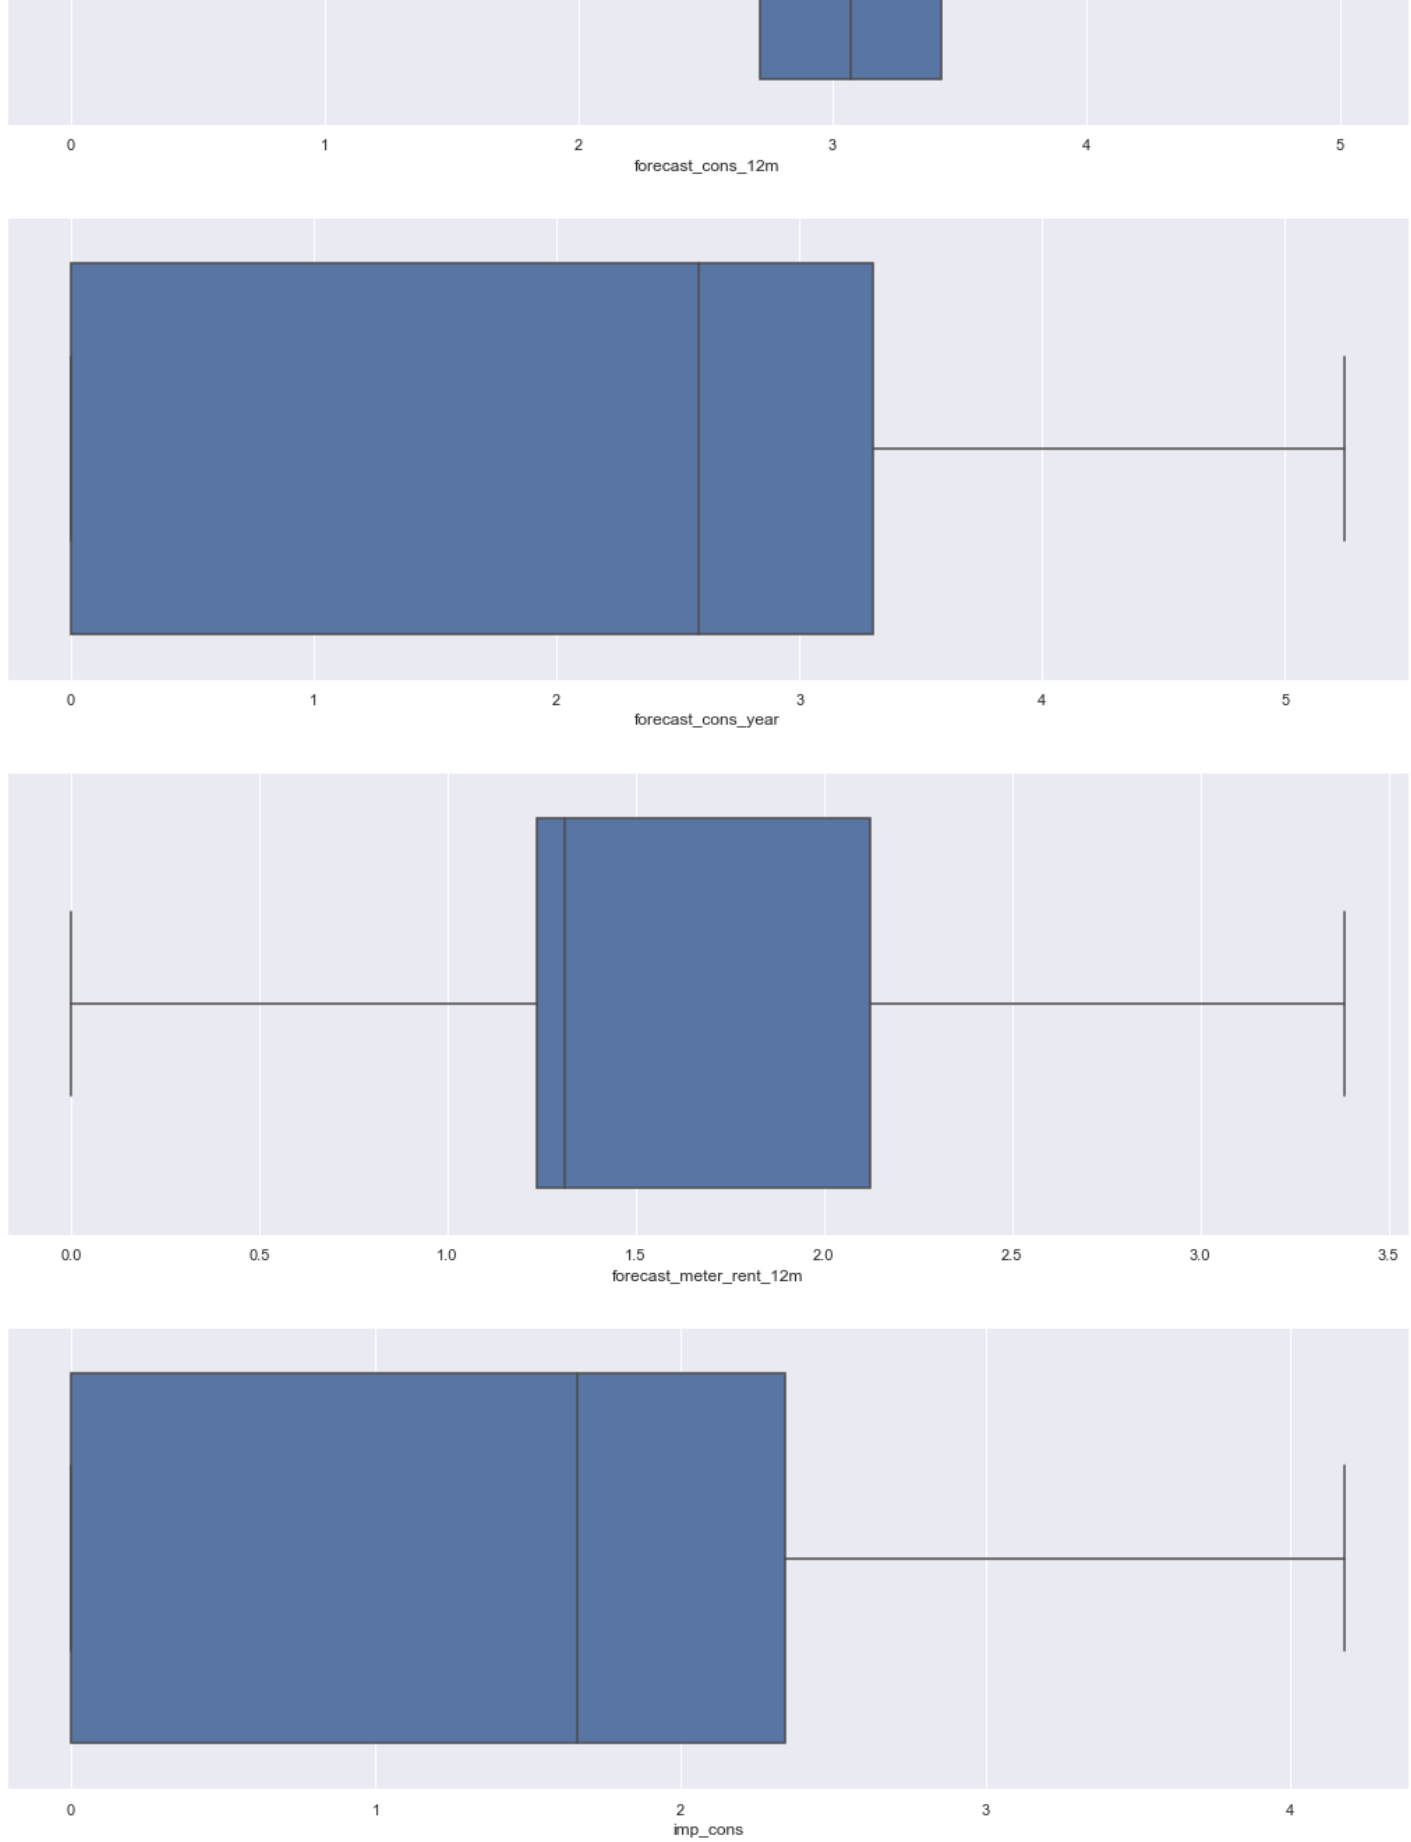 0 1 2 3 4 5
forecast_cons_12m
0 1 2 3 4 5
forecast_cons_year
0.0 0.5 1.0 1.5 2.0 2.5 3.0 3.5
forecast_meter_rent_12m
0 1 2 3 4
imp_cons